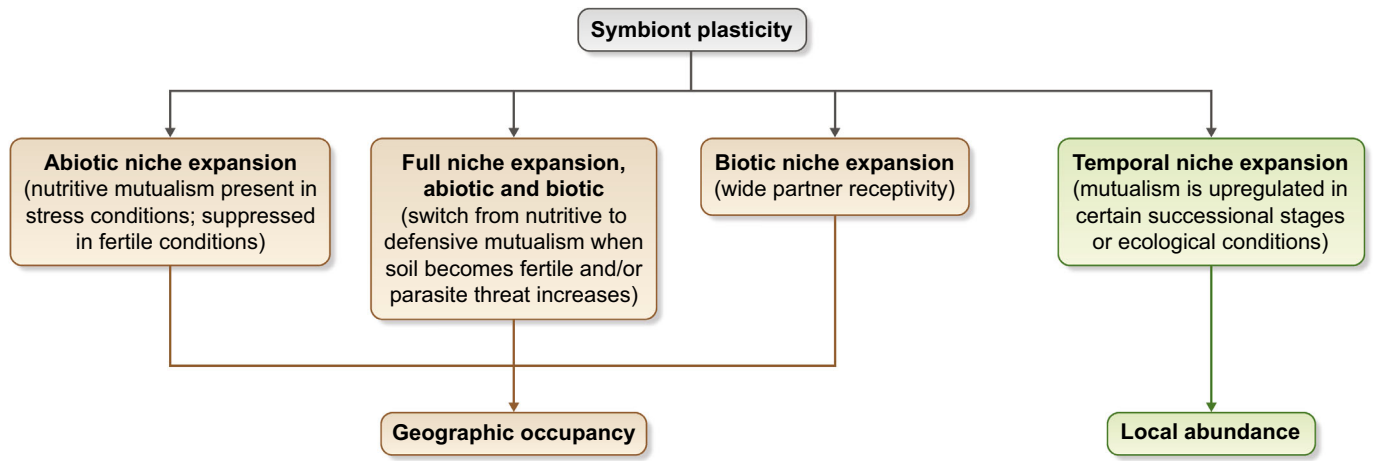 Symbiont plasticity
Abiotic niche expansion
(nutritive mutualism present in
stress conditions; suppressed
in fertile conditions)
Full niche expansion,
abiotic and biotic
(switch from nutritive to
defensive mutualism when
soil becomes fertile and/or
parasite threat increases)
Biotic niche expansion
(wide partner receptivity)
Temporal niche expansion
(mutualism is upregulated in
certain successional stages
or ecological conditions)
Geographic occupancy
Local abundance